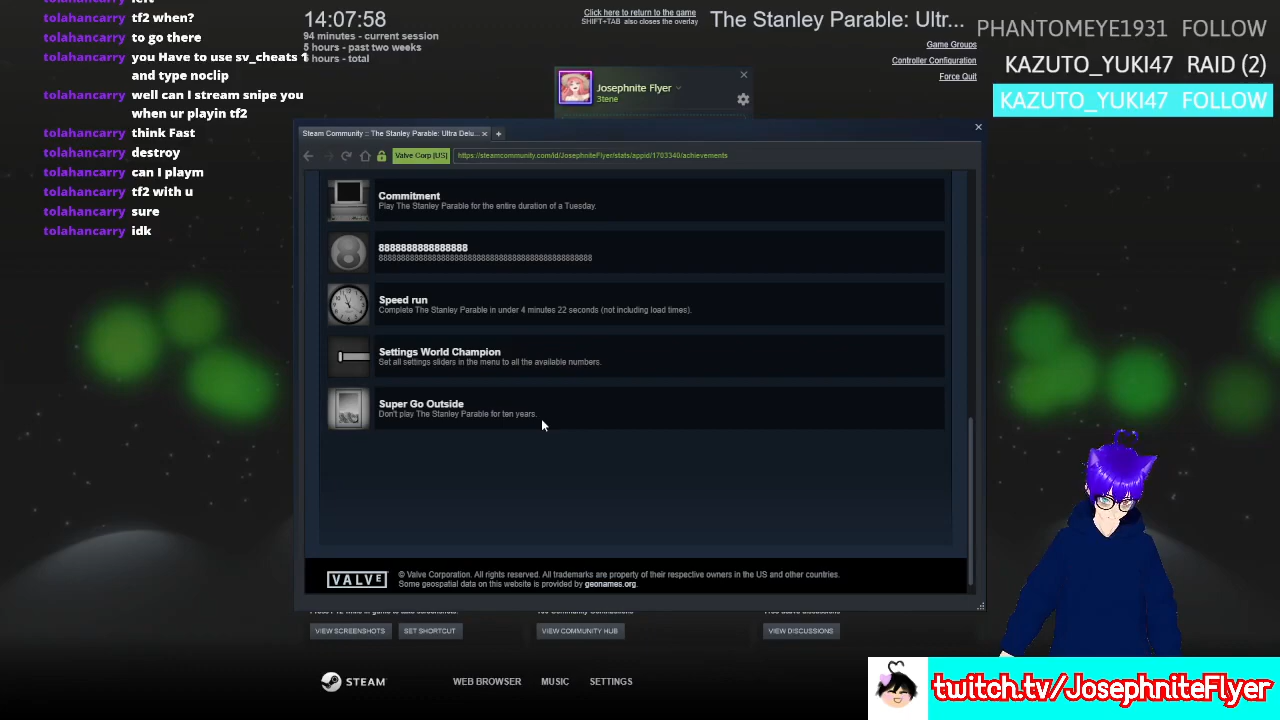 tolahancarry tf2 when?
tolahancarry to go there
tolahancarry you Have to use sv_cheats 1
and type noclip
tolahancarry well can I stream snipe you
when ur playin tf2
tolahancarry think Fast
tolahancarry destroy
tolahancarry can I playm
tolahancarry tf2 with u
tolahancarry sure
tolahancarry idk
14:07:58
94 minutes - current session
5 hours - past two weeks
hours - total
Click here to return to the game
SHIFT+TAB also closes the overlay
The Stanley Parable: Ultr...
Game Groups
Controller Configuration
Force Quit
PHANTOMEYE1931 FOLLOW
KAZUTO_YUKI47 RAID (2)
KAZUTO_YUKI47 FOLLOW
Josephnite Flyer
3tene
Steam Community :: The Stanley Parable: Ultra Delu...
Valve Corp [US]
https://steamcommunity.com/id/JosephniteFlyer/stats/appid/1703340/achievements
Commitment
Play The Stanley Parable for the entire duration of a Tuesday.
8888888888888888
Speed run
Complete The Stanley Parable in under 4 minutes 22 seconds (not including load times).
Settings World Champion
Set all settings sliders in the menu to all the available numbers.
Super Go Outside
Don't play The Stanley Parable for ten years.
VALVE
© Valve Corporation. All rights reserved. All trademarks are property of their respective owners in the US and other countries.
Some geospatial data on this website is provided by geonames.org.
VIEW SCREENSHOTS
SET SHORTCUT
VIEW COMMUNITY HUB
VIEW DISCUSSIONS
STEAM
WEB BROWSER
MUSIC
SETTINGS
twitch.tv/JosephniteFlyer